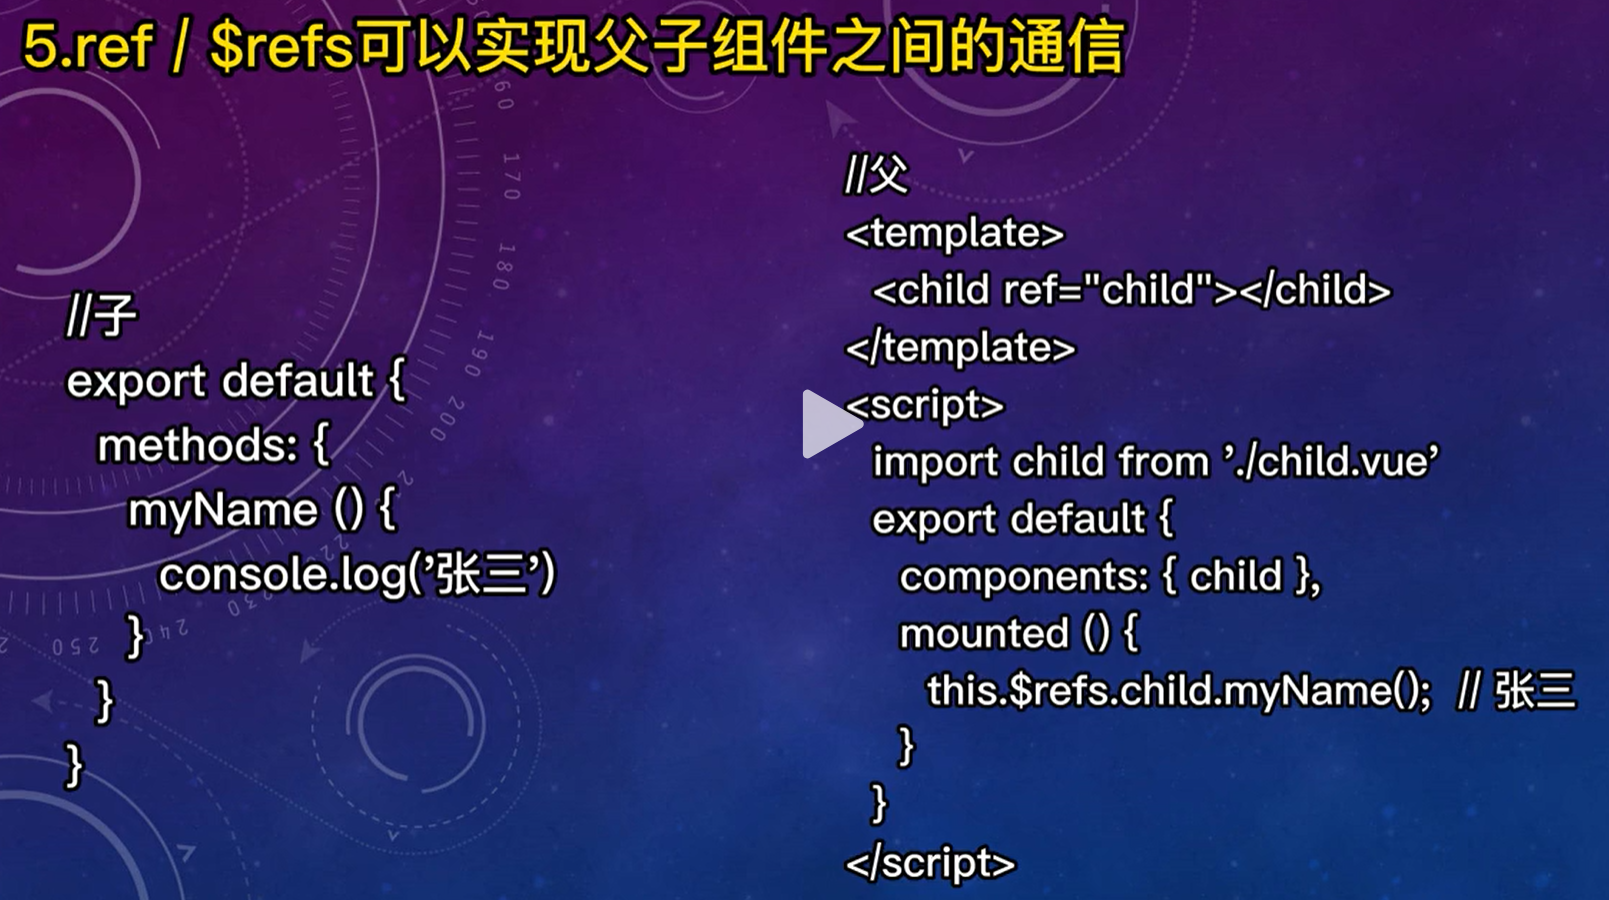 5.ref / $refs可以实现父子组件之间的通信
//子
export default {
methods: {
myName () {
console.log(’张三’)
}
}
}
//父
<template>
<child ref="child"></child>
</template>
<script>
import child from ’./child.vue’
export default {
components: { child },
mounted () {
this.$refs.child.myName();  // 张三
}
}
</script>
160
170
180
190
200
220
230
240
250